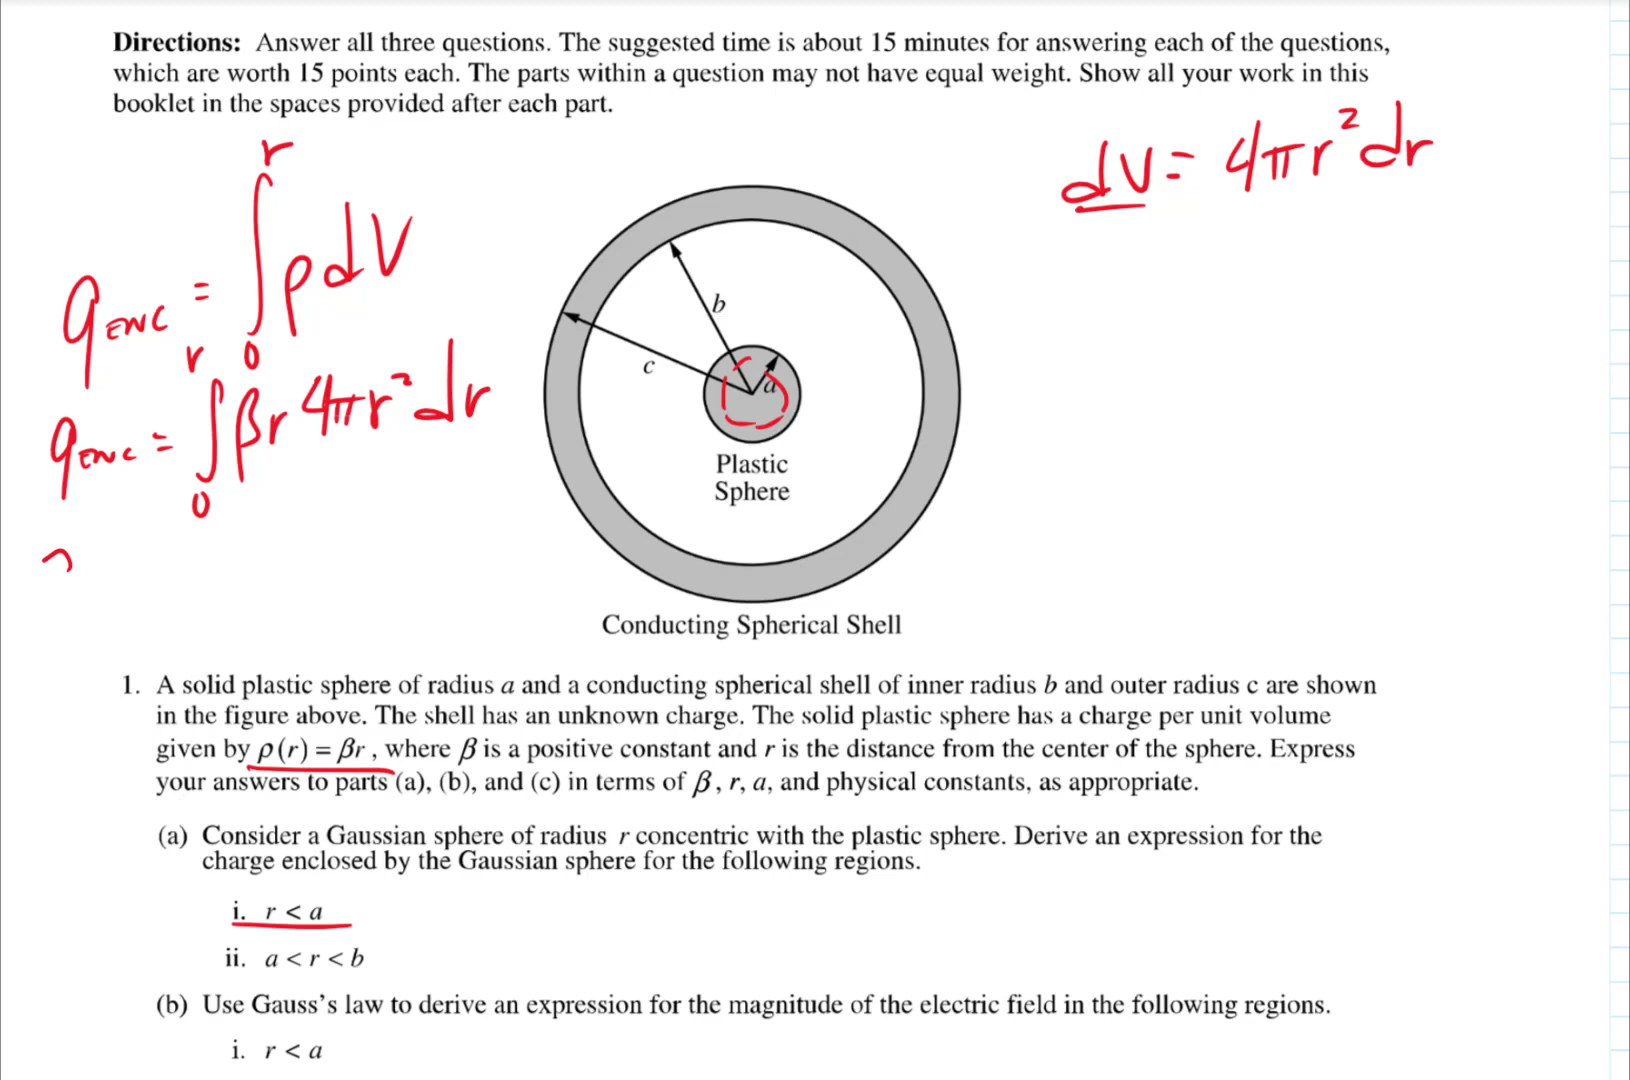 Directions: Answer all three questions. The suggested time is about 15 minutes for answering each of the questions,
which are worth 15 points each. The parts within a question may not have equal weight. Show all your work in this
booklet in the spaces provided after each part.
dV = 4πr²dr
q_ENC = ∫₀ʳ ρdV
q_ENC = ∫₀ʳ βr 4πr² dr
b
c
a
Plastic
Sphere
Conducting Spherical Shell
1. A solid plastic sphere of radius a and a conducting spherical shell of inner radius b and outer radius c are shown
in the figure above. The shell has an unknown charge. The solid plastic sphere has a charge per unit volume
given by ρ(r) = βr , where β is a positive constant and r is the distance from the center of the sphere. Express
your answers to parts (a), (b), and (c) in terms of β, r, a, and physical constants, as appropriate.
(a) Consider a Gaussian sphere of radius r concentric with the plastic sphere. Derive an expression for the
charge enclosed by the Gaussian sphere for the following regions.
i. r < a
ii. a < r < b
(b) Use Gauss’s law to derive an expression for the magnitude of the electric field in the following regions.
i. r < a